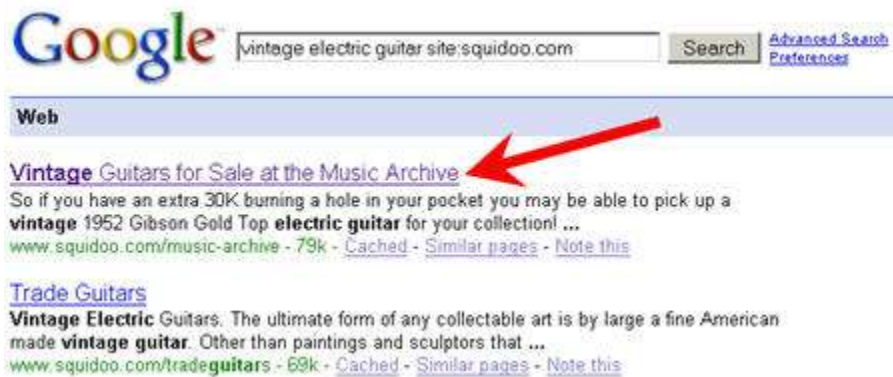 Google™ vintage electric guitar site:squidoo.com Search Advanced Search
Preferences
Web
Vintage Guitars for Sale at the Music Archive
So if you have an extra 30K burning a hole in your pocket you may be able to pick up a
vintage 1952 Gibson Gold Top electric guitar for your collection! ...
www.squidoo.com/music-archive - 79k - Cached - Similar pages - Note this
Trade Guitars
Vintage Electric Guitars. The ultimate form of any collectable art is by large a fine American
made vintage guitar. Other than paintings and sculptors that ...
www.squidoo.com/tradeguitars - 69k - Cached - Similar pages - Note this